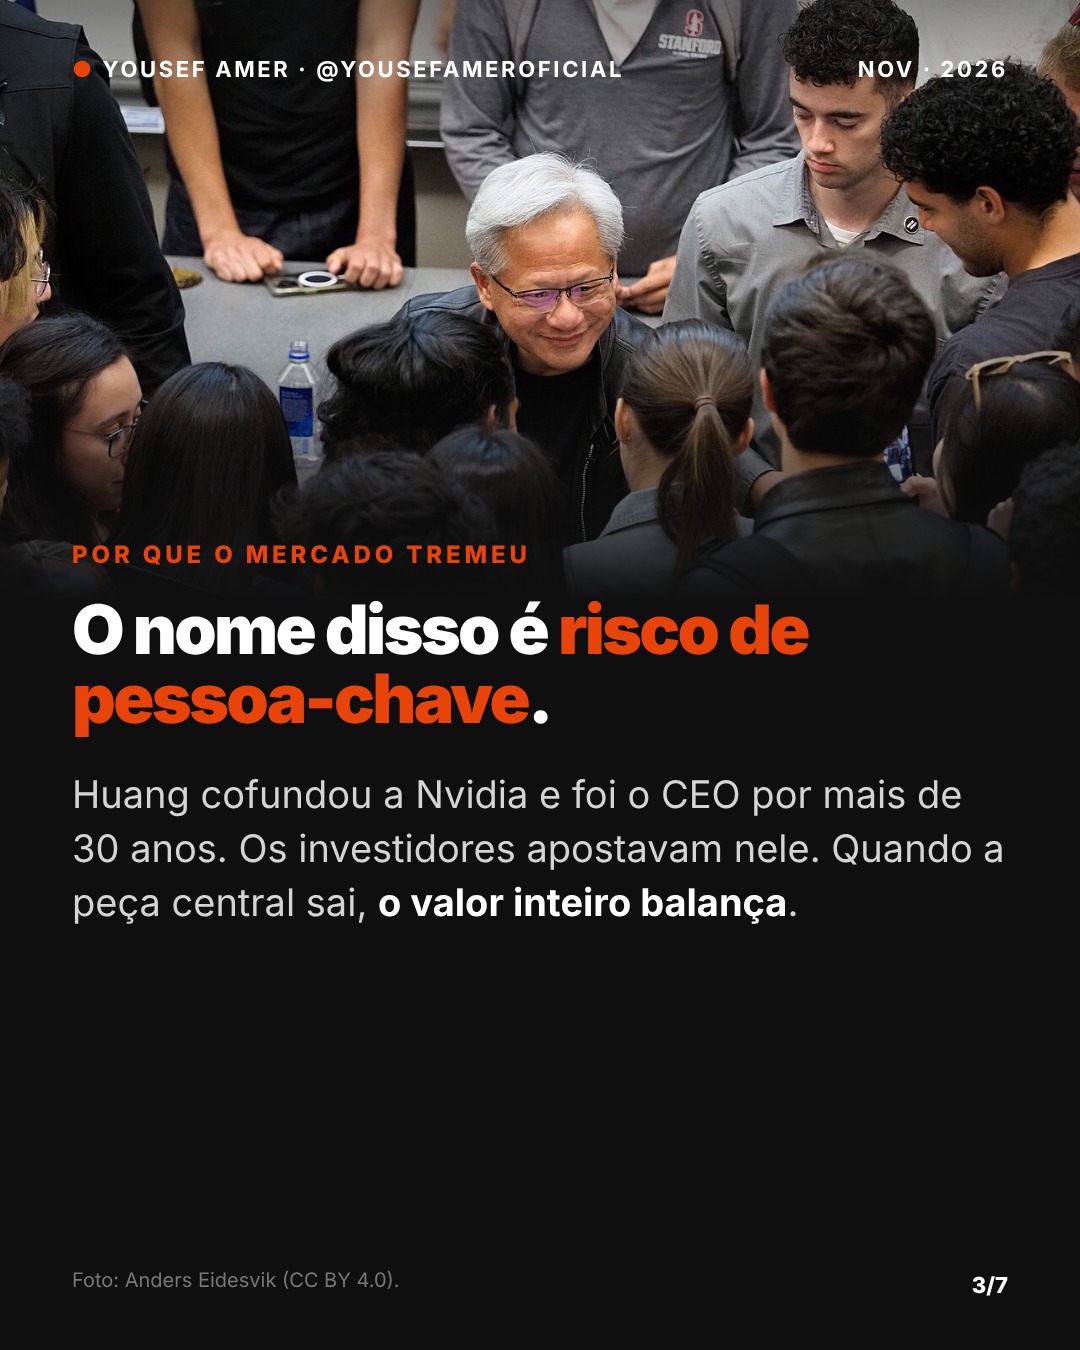 STANFORD
YOUSEF AMER · @YOUSEFAMEROFICIAL
NOV · 2026
POR QUE O MERCADO TREMEU
O nome disso é risco de
pessoa-chave.
Huang cofundou a Nvidia e foi o CEO por mais de
30 anos. Os investidores apostavam nele. Quando a
peça central sai, o valor inteiro balança.
Foto: Anders Eidesvik (CC BY 4.0).
3/7